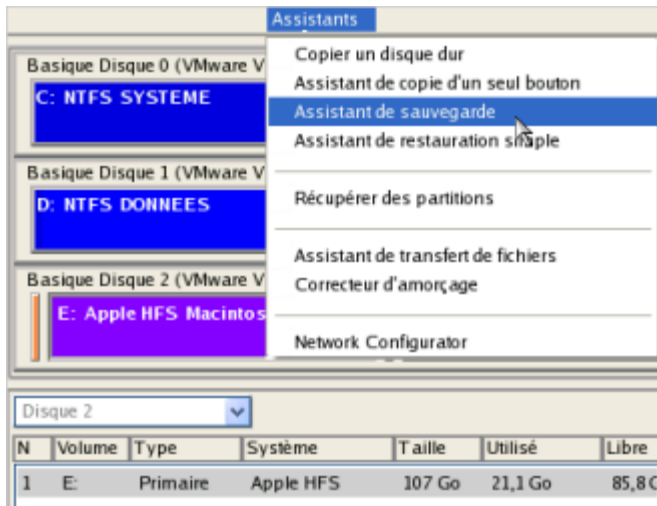 Assistants
Copier un disque dur
Assistant de copie d'un seul bouton
Assistant de sauvegarde
Assistant de restauration simple
Récupérer des partitions
Assistant de transfert de fichiers
Correcteur d'amorçage
Network Configurator
Basique Disque 0 (VMware V
C: NTFS SYSTEME
Basique Disque 1 (VMware V
D: NTFS DONNEES
Basique Disque 2 (VMware V
E: Apple HFS Macintos
Disque 2
N Volume Type Système Taille Utilisé Libre
1 E: Primaire Apple HFS 107 Go 21,1 Go 85,8